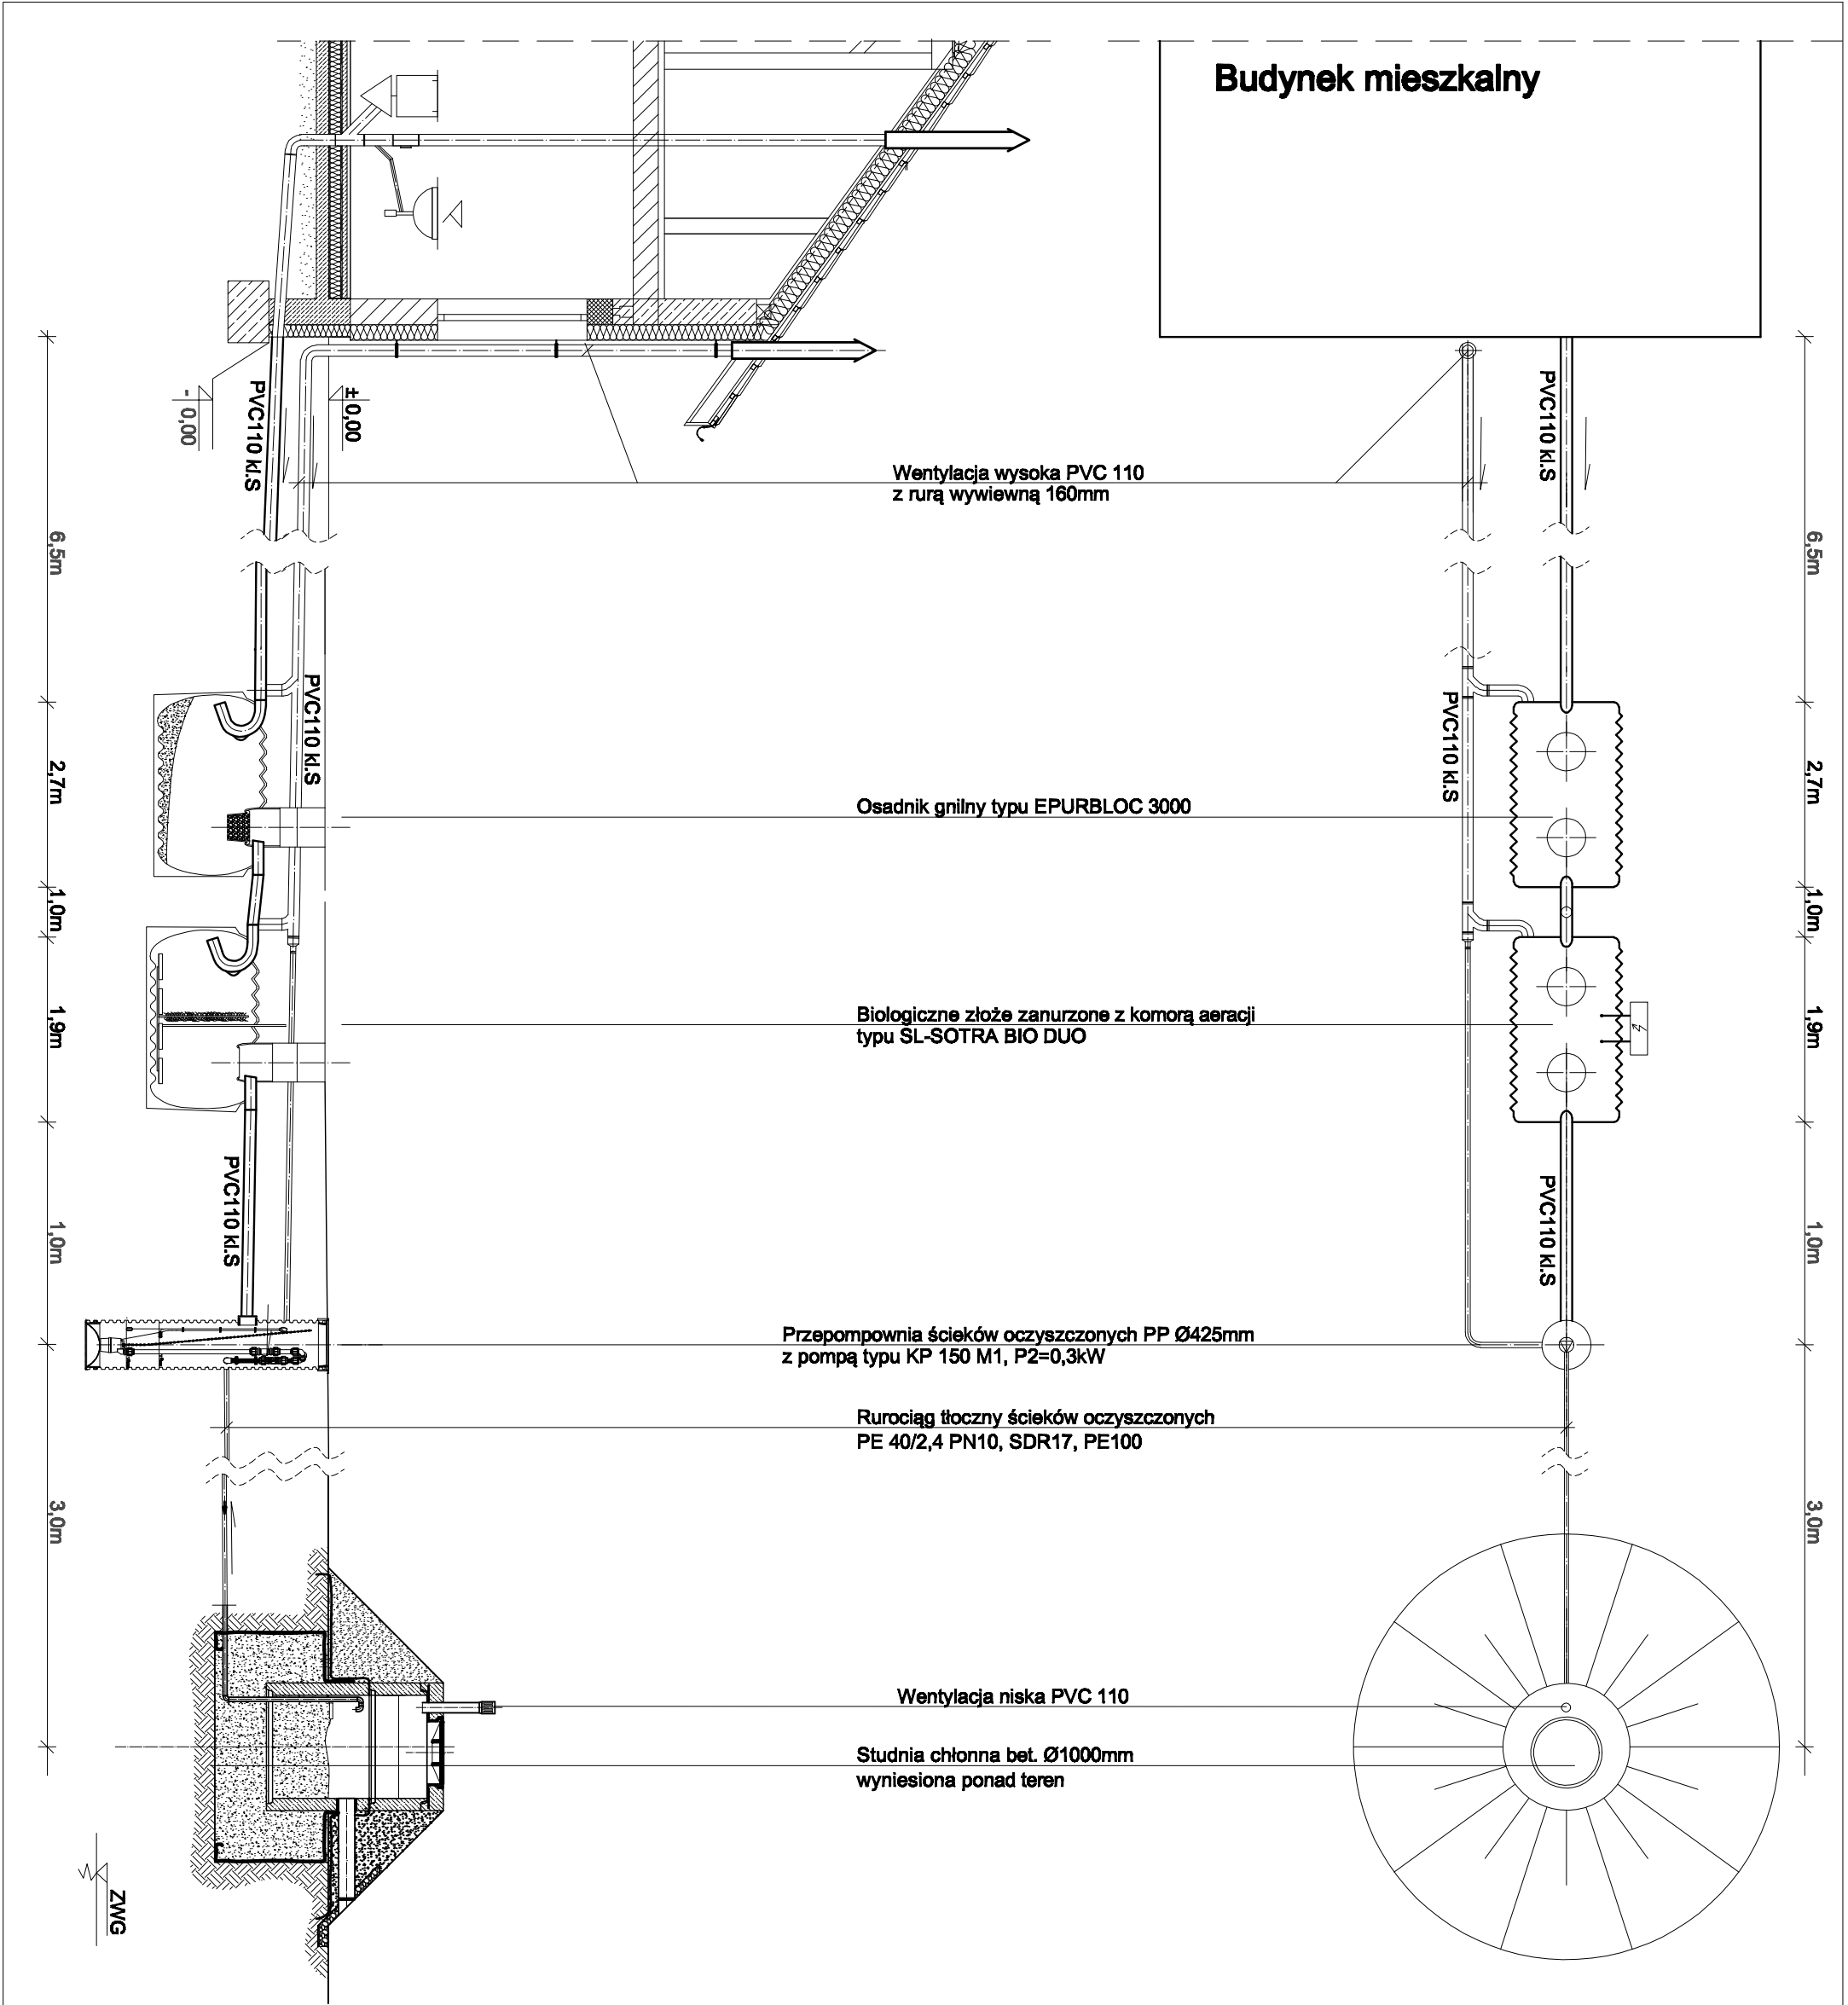 Budynek mieszkalny
PVC110 kl.S
± 0,00
- 0,00
PVC110 kl.S
Wentylacja wysoka PVC 110
z rurą wywiewną 160mm
6,5m
6,5m
PVC110 kl.S
PVC110 kl.S
2,7m
Osadnik gnilny typu EPURBLOC 3000
2,7m
1,0m
1,0m
1,9m
Biologiczne złoże zanurzone z komorą aeracji
typu SL-SOTRA BIO DUO
1,9m
PVC110 kl.S
PVC110 kl.S
1,0m
1,0m
Przepompownia ścieków oczyszczonych PP Ø425mm
z pompą typu KP 150 M1, P2=0,3kW
Rurociąg tłoczny ścieków oczyszczonych
PE 40/2,4 PN10, SDR17, PE100
3,0m
3,0m
Wentylacja niska PVC 110
Studnia chłonna bet. Ø1000mm
wyniesiona ponad teren
ZWG